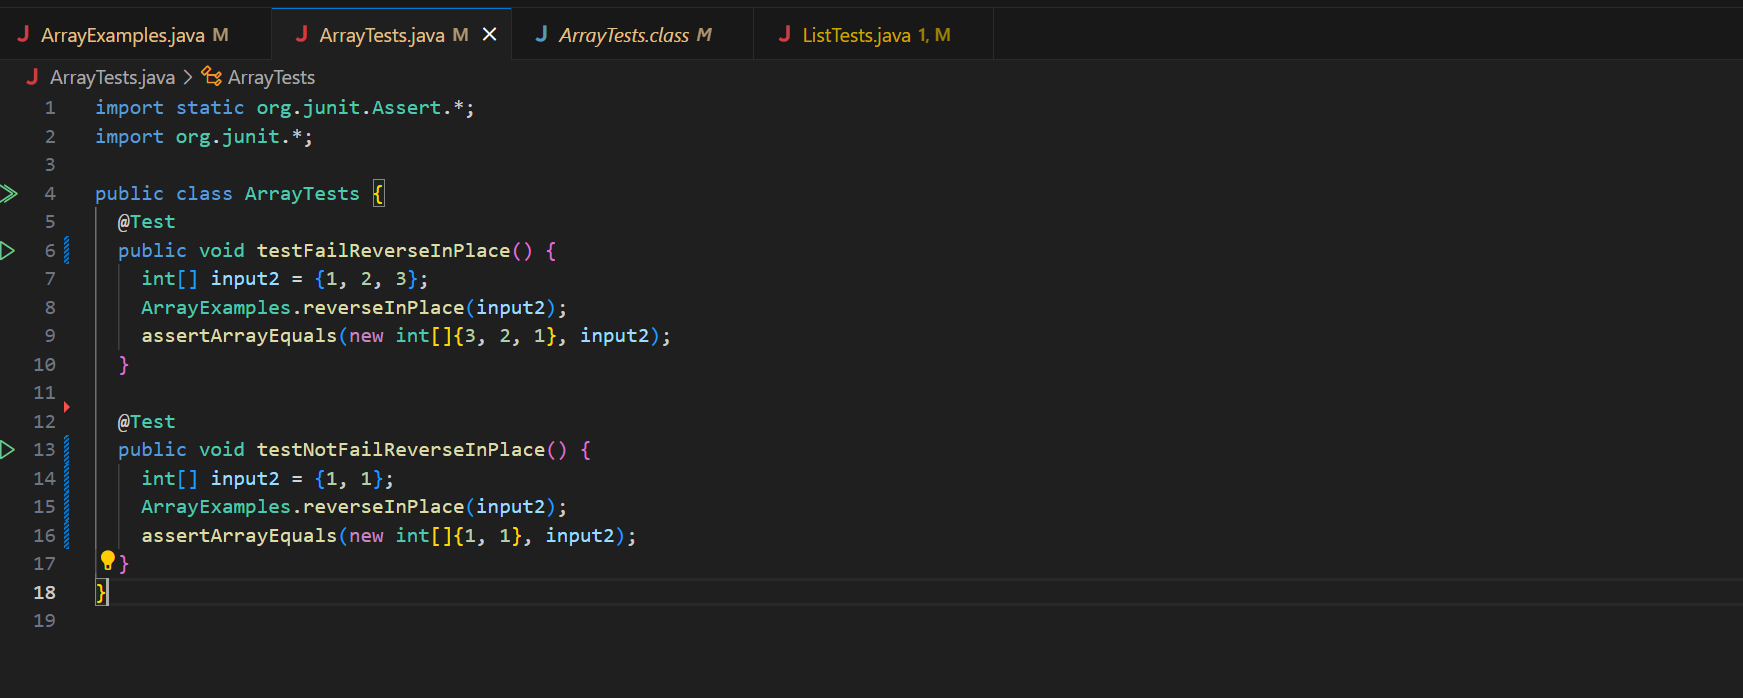 ArrayExamples.java M ArrayTests.java M ArrayTests.class M ListTests.java 1, M
ArrayTests.java > ArrayTests
1 import static org.junit.Assert.*;
2 import org.junit.*;
3
4 public class ArrayTests {
5 @Test
6 public void testFailReverseInPlace() {
7 int[] input2 = {1, 2, 3};
8 ArrayExamples.reverseInPlace(input2);
9 assertArrayEquals(new int[]{3, 2, 1}, input2);
10 }
11
12 @Test
13 public void testNotFailReverseInPlace() {
14 int[] input2 = {1, 1};
15 ArrayExamples.reverseInPlace(input2);
16 assertArrayEquals(new int[]{1, 1}, input2);
17 }
18 }
19